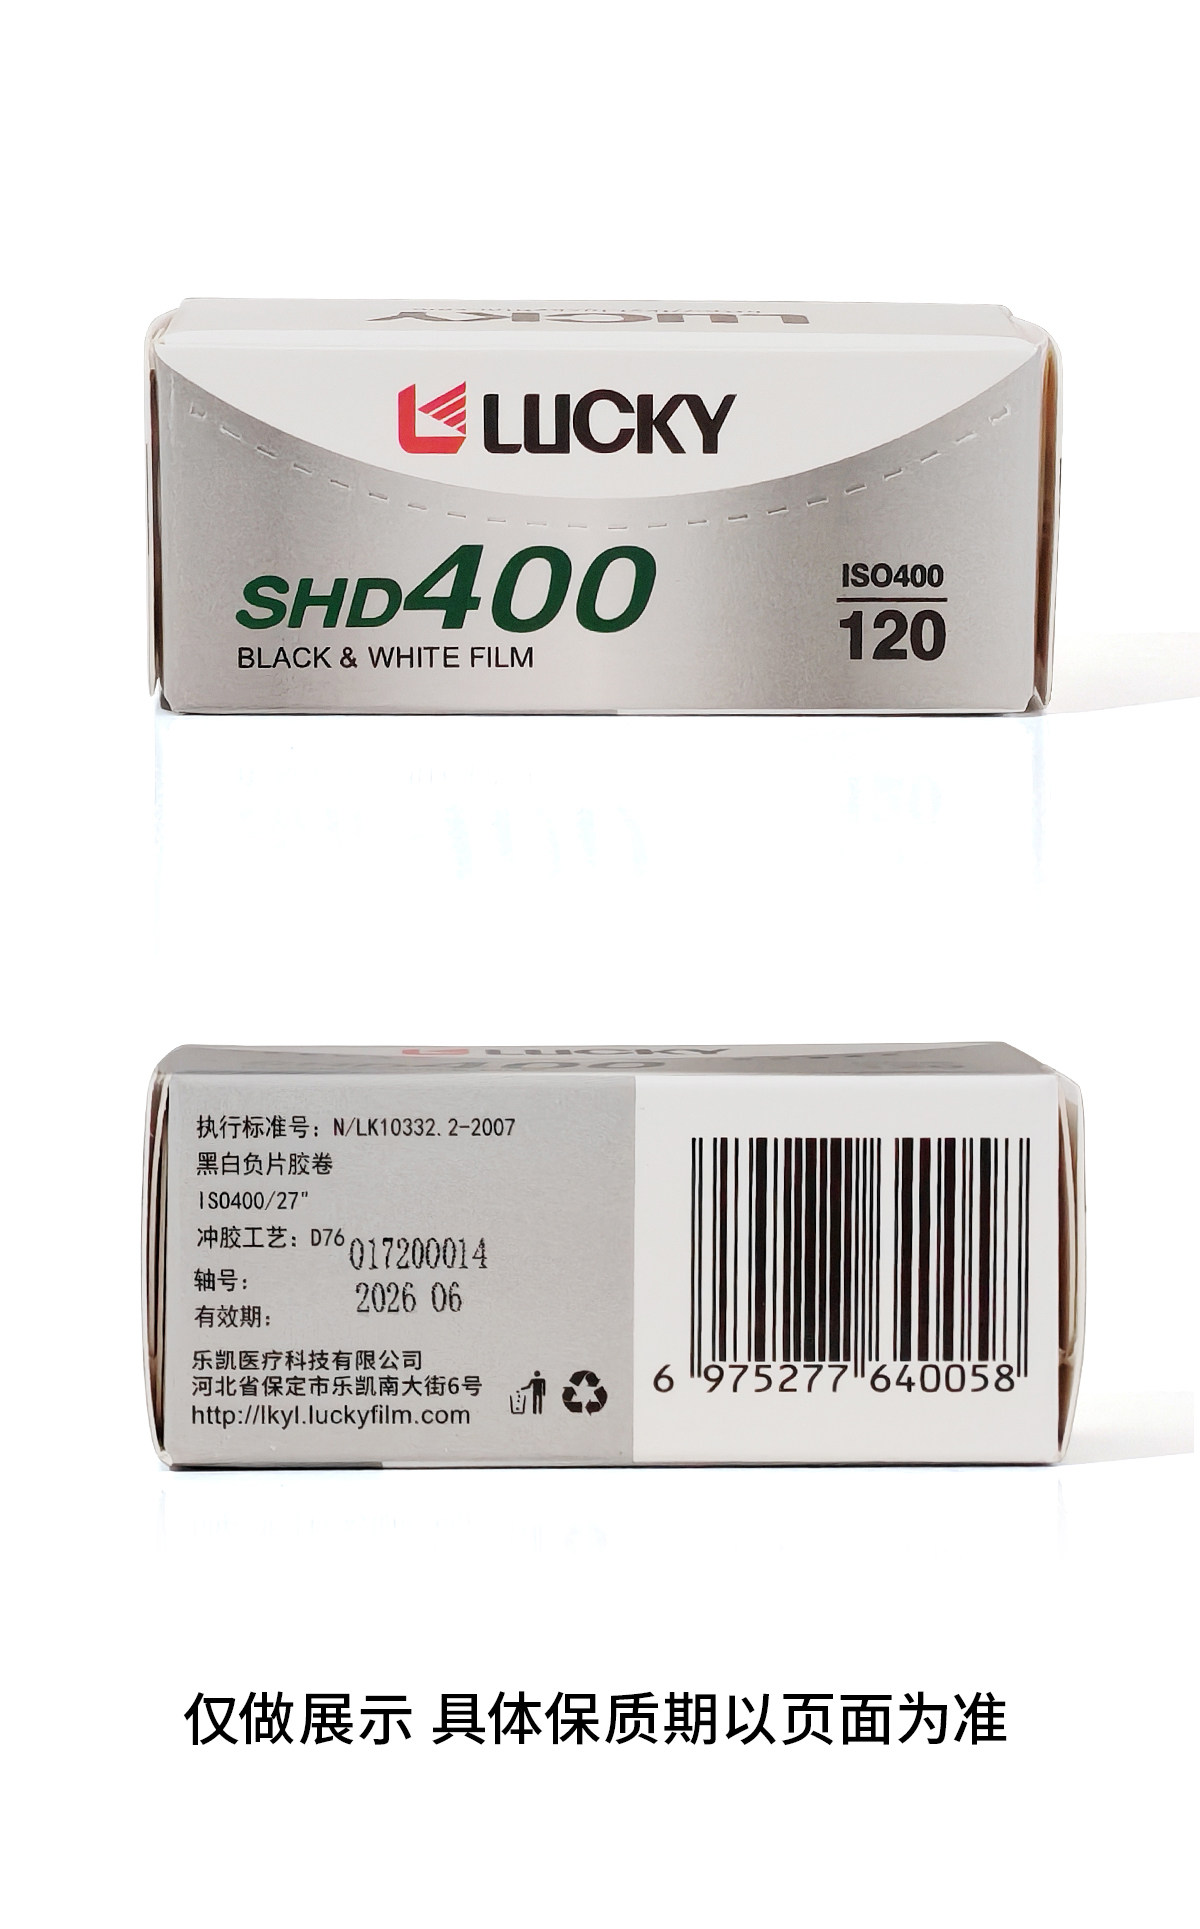 LUCKY
LUCKY
SHD400
BLACK & WHITE FILM
ISO400
120
LUCKY
执行标准号：N/LK10332.2-2007
黑白负片胶卷
ISO400/27"
冲胶工艺：D76
017200014
轴号：
2026 06
有效期：
乐凯医疗科技有限公司
河北省保定市乐凯南大街6号
http://lkyl.luckyfilm.com
6 975277 640058
仅做展示 具体保质期以页面为准